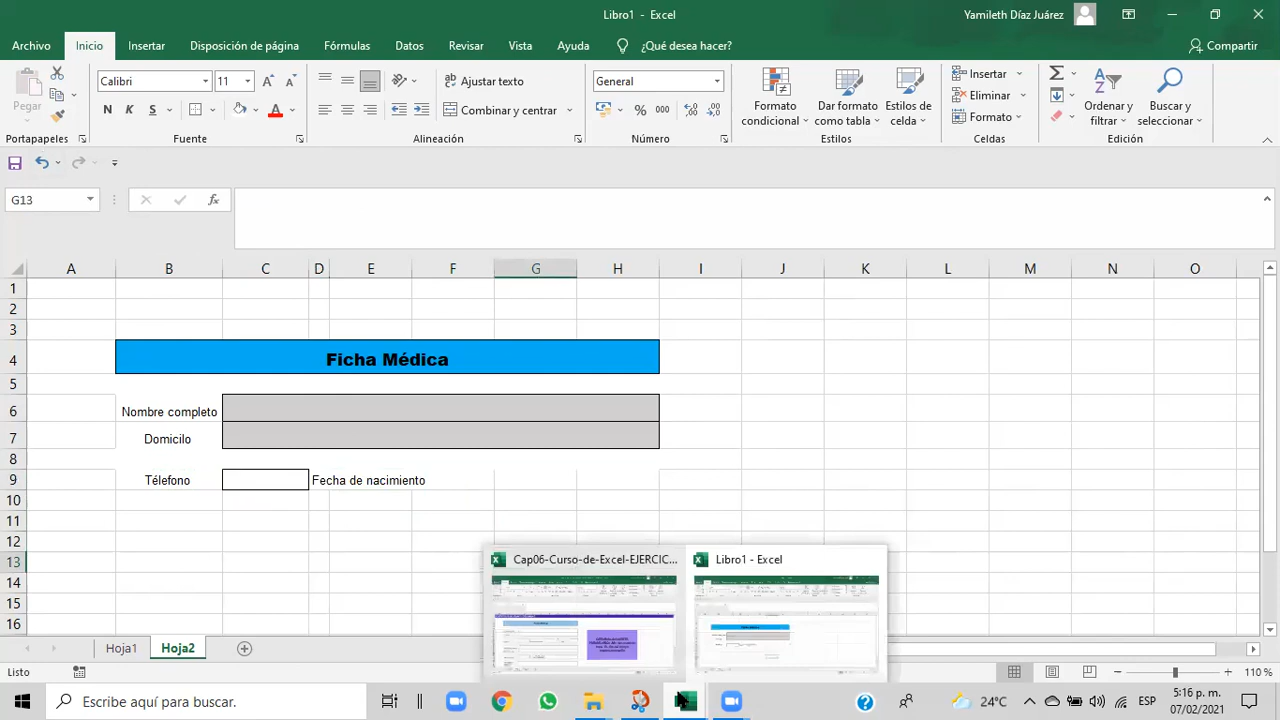 Libro1 - Excel
Yamileth Díaz Juárez
Archivo Inicio Insertar Disposición de página Fórmulas Datos Revisar Vista Ayuda ¿Qué desea hacer? Compartir
Pegar
Portapapeles
Calibri 11
N K S
Fuente
Ajustar texto
Combinar y centrar
Alineación
General
% 000
Número
Formato condicional
Dar formato como tabla
Estilos de celda
Estilos
Insertar
Eliminar
Formato
Celdas
Ordenar y filtrar
Buscar y seleccionar
Edición
G13
fx
A B C D E F G H I J K L M N O
1
2
3
4 Ficha Médica
5
6 Nombre completo
7 Domicilo
8
9 Télefono Fecha de nacimiento
10
11
12
13
14
15
16
Cap06-Curso-de-Excel-EJERCIC...
Libro1 - Excel
Hoja1 Hoja2
Listo
110 %
Escribe aquí para buscar.
24°C
ESP
5:16 p. m.
07/02/2021